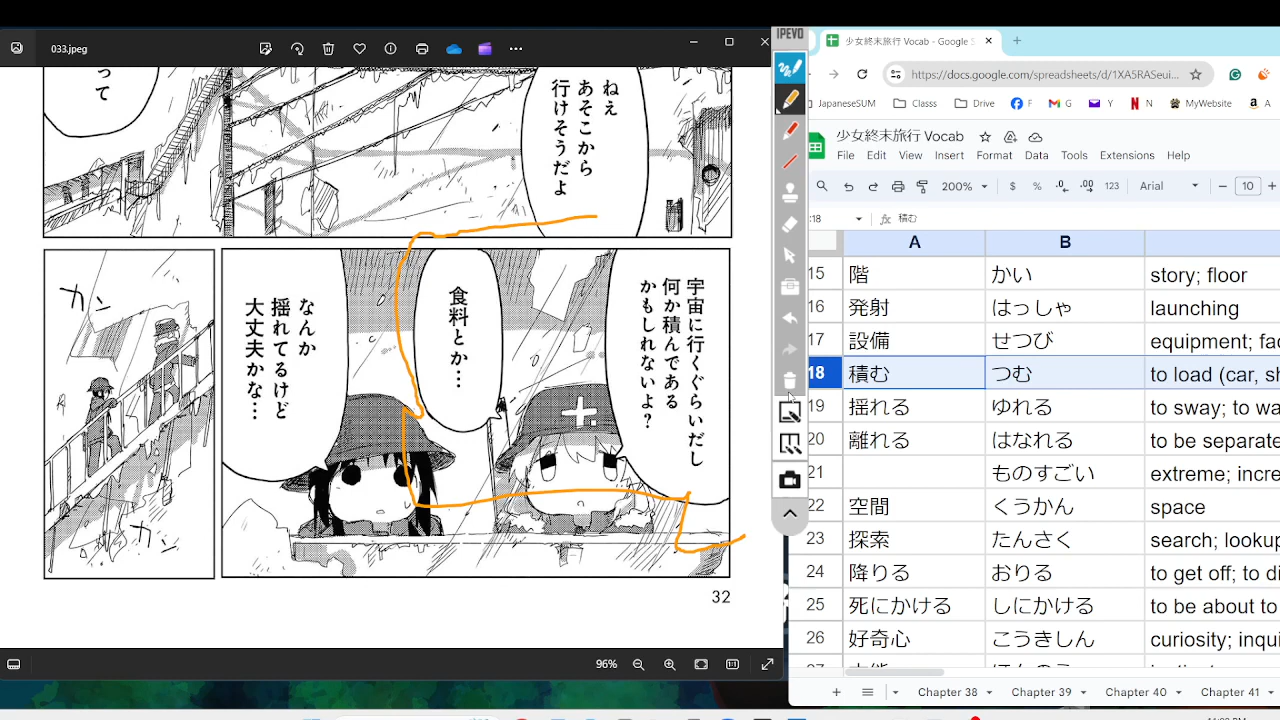 033.jpeg
って
ねえ
あそこから
行けそうだよ
カン
カン
宇宙に行くぐらいだし
何か積んである
かもしれないよ?
食料とか…
なんか
揺れてるけど
大丈夫かな…
32
96%
IPEVO
少女終末旅行 Vocab - Google S
https://docs.google.com/spreadsheets/d/1XA5RASeui...
JapaneseSUM
Classs
Drive
F
G
Y
N
MyWebsite
A
少女終末旅行 Vocab
File Edit View Insert Format Data Tools Extensions Help
200% $ % .0 .00 123 Arial 10
:18 fx 積む
A B
15 階 かい story; floor
16 発射 はっしゃ launching
17 設備 せつび equipment; fac
18 積む つむ to load (car, sh
19 揺れる ゆれる to sway; to wa
20 離れる はなれる to be separate
21 ものすごい extreme; incre
22 空間 くうかん space
23 探索 たんさく search; lookup
24 降りる おりる to get off; to di
25 死にかける しにかける to be about to
26 好奇心 こうきしん curiosity; inqui
Chapter 38 Chapter 39 Chapter 40 Chapter 41